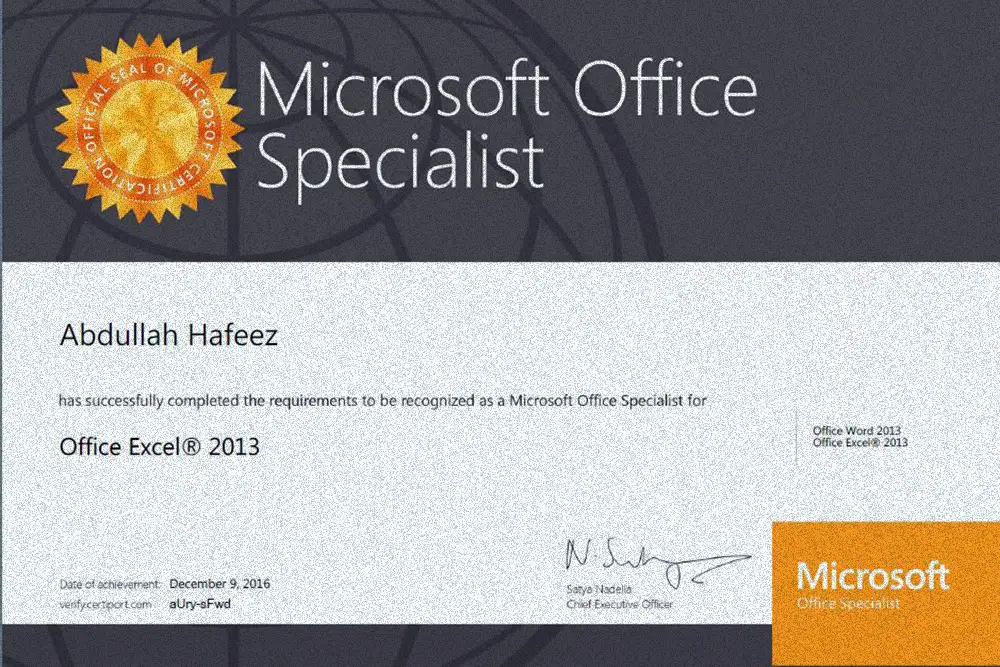 OFFICIAL SEAL OF MICROSOFT CERTIFICATION
Microsoft Office
Specialist
Abdullah Hafeez
has successfully completed the requirements to be recognized as a Microsoft Office Specialist for
Office Excel® 2013
Office Word 2013
Office Excel® 2013
Date of achievement: December 9, 2016
verify.certiport.com aUry-sFwd
N. Satya
Satya Nadella
Chief Executive Officer
Microsoft
Office Specialist